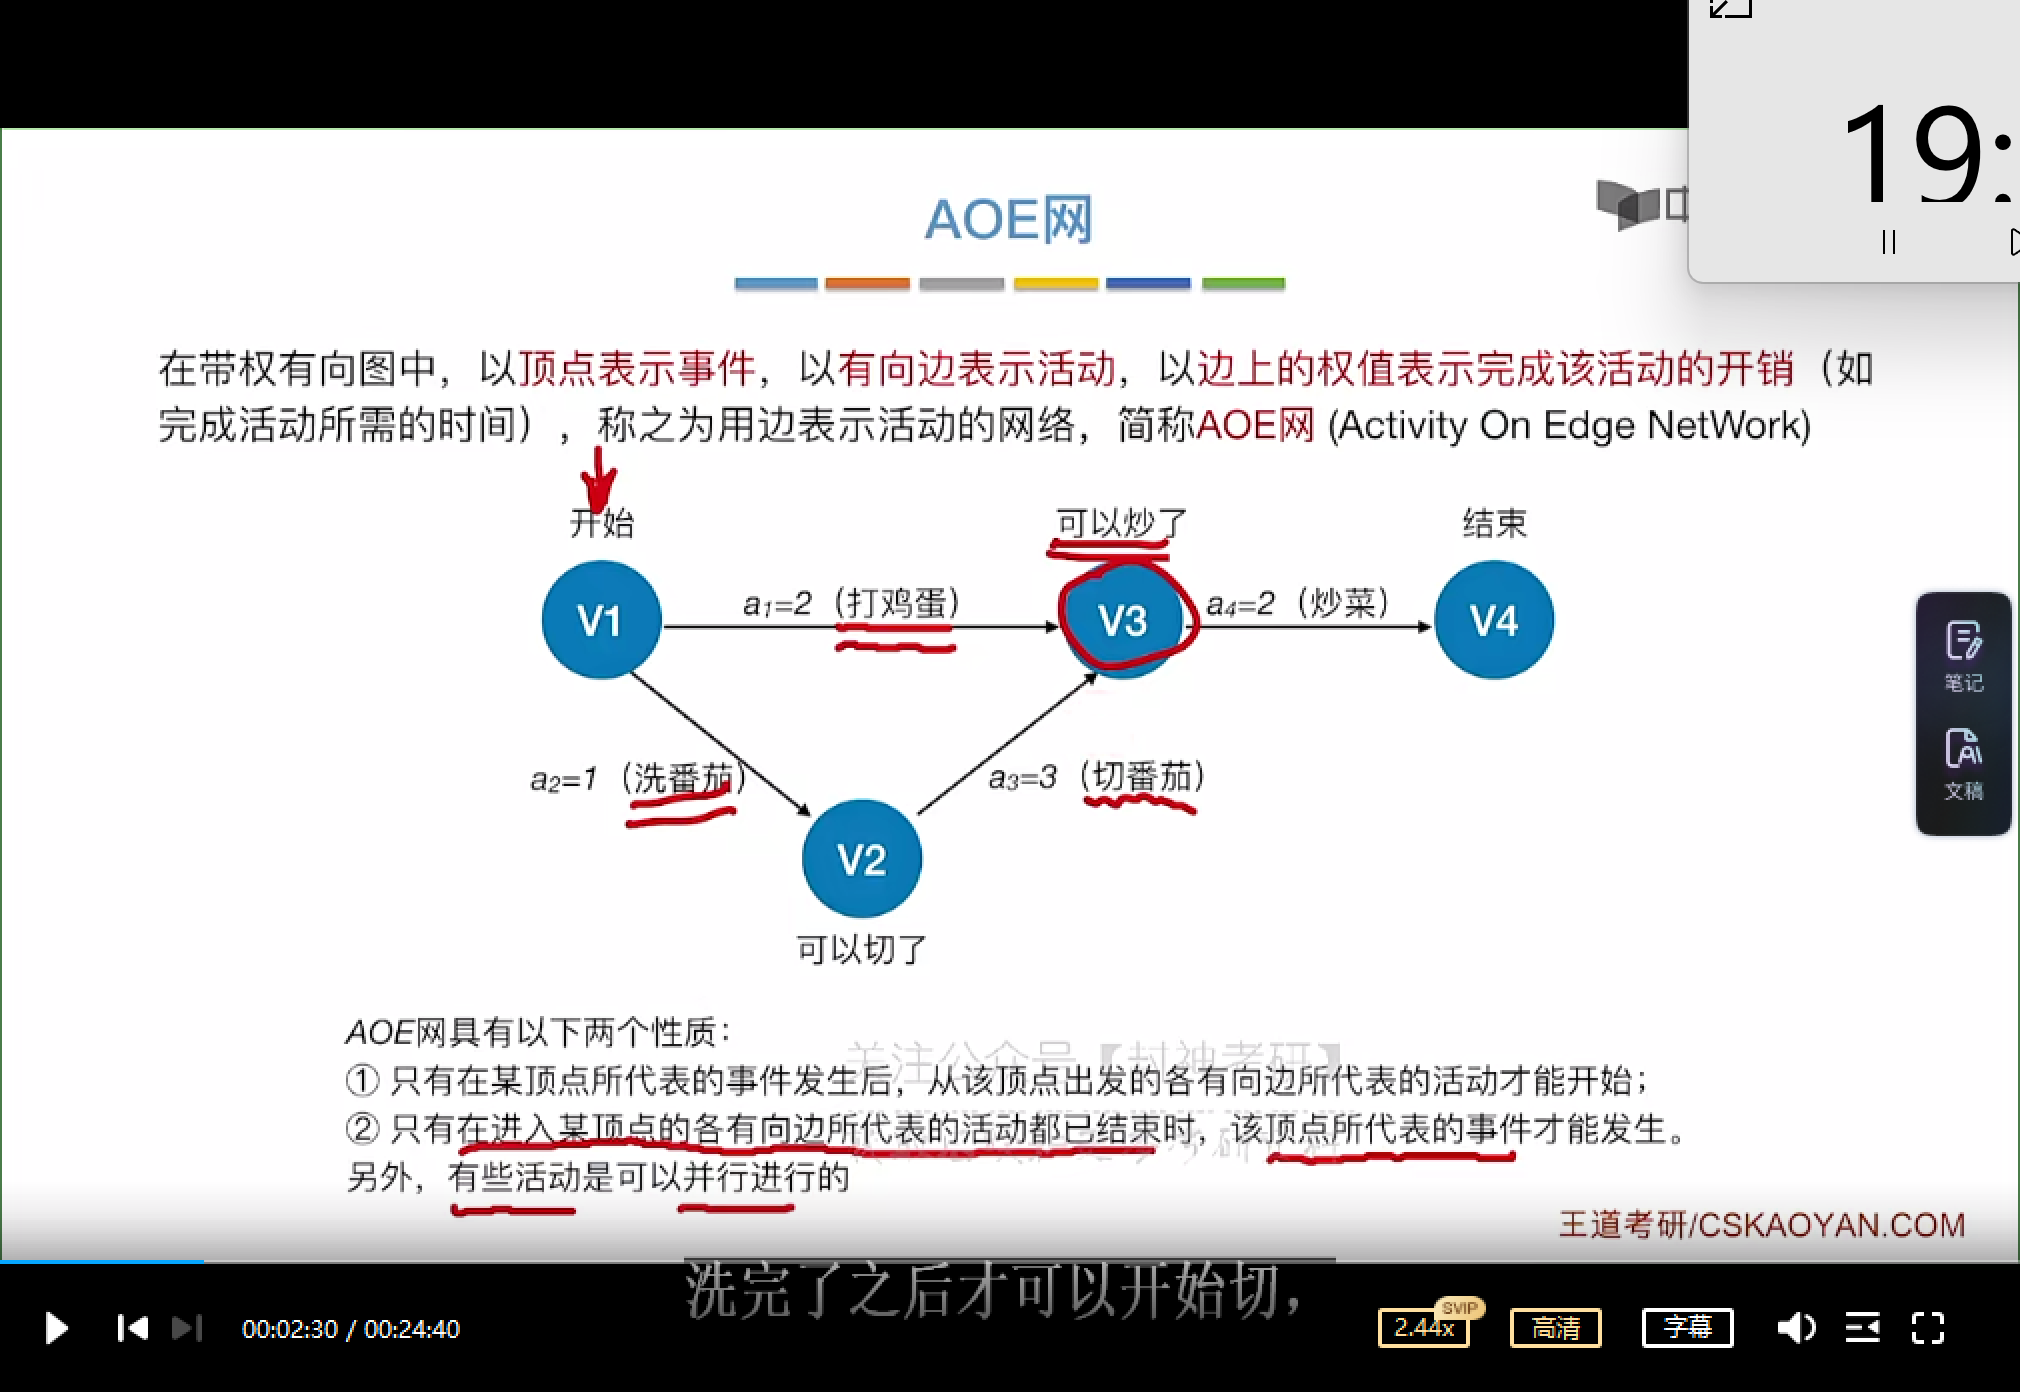 19:
AOE网
在带权有向图中，以顶点表示事件，以有向边表示活动，以边上的权值表示完成该活动的开销（如
完成活动所需的时间），称之为用边表示活动的网络，简称AOE网 (Activity On Edge NetWork)
开始
可以炒了
结束
V1
a1=2（打鸡蛋）
V3
a4=2（炒菜）
V4
笔记
a2=1（洗番茄）
a3=3（切番茄）
文稿
V2
可以切了
AOE网具有以下两个性质：
关注公众号【封神考研】
① 只有在某顶点所代表的事件发生后，从该顶点出发的各有向边所代表的活动才能开始；
② 只有在进入某顶点的各有向边所代表的活动都已结束时，该顶点所代表的事件才能发生。
另外，有些活动是可以并行进行的
王道考研/CSKAOYAN.COM
洗完了之后才可以开始切，
00:02:30 / 00:24:40
2.44x
SVIP
高清
字幕